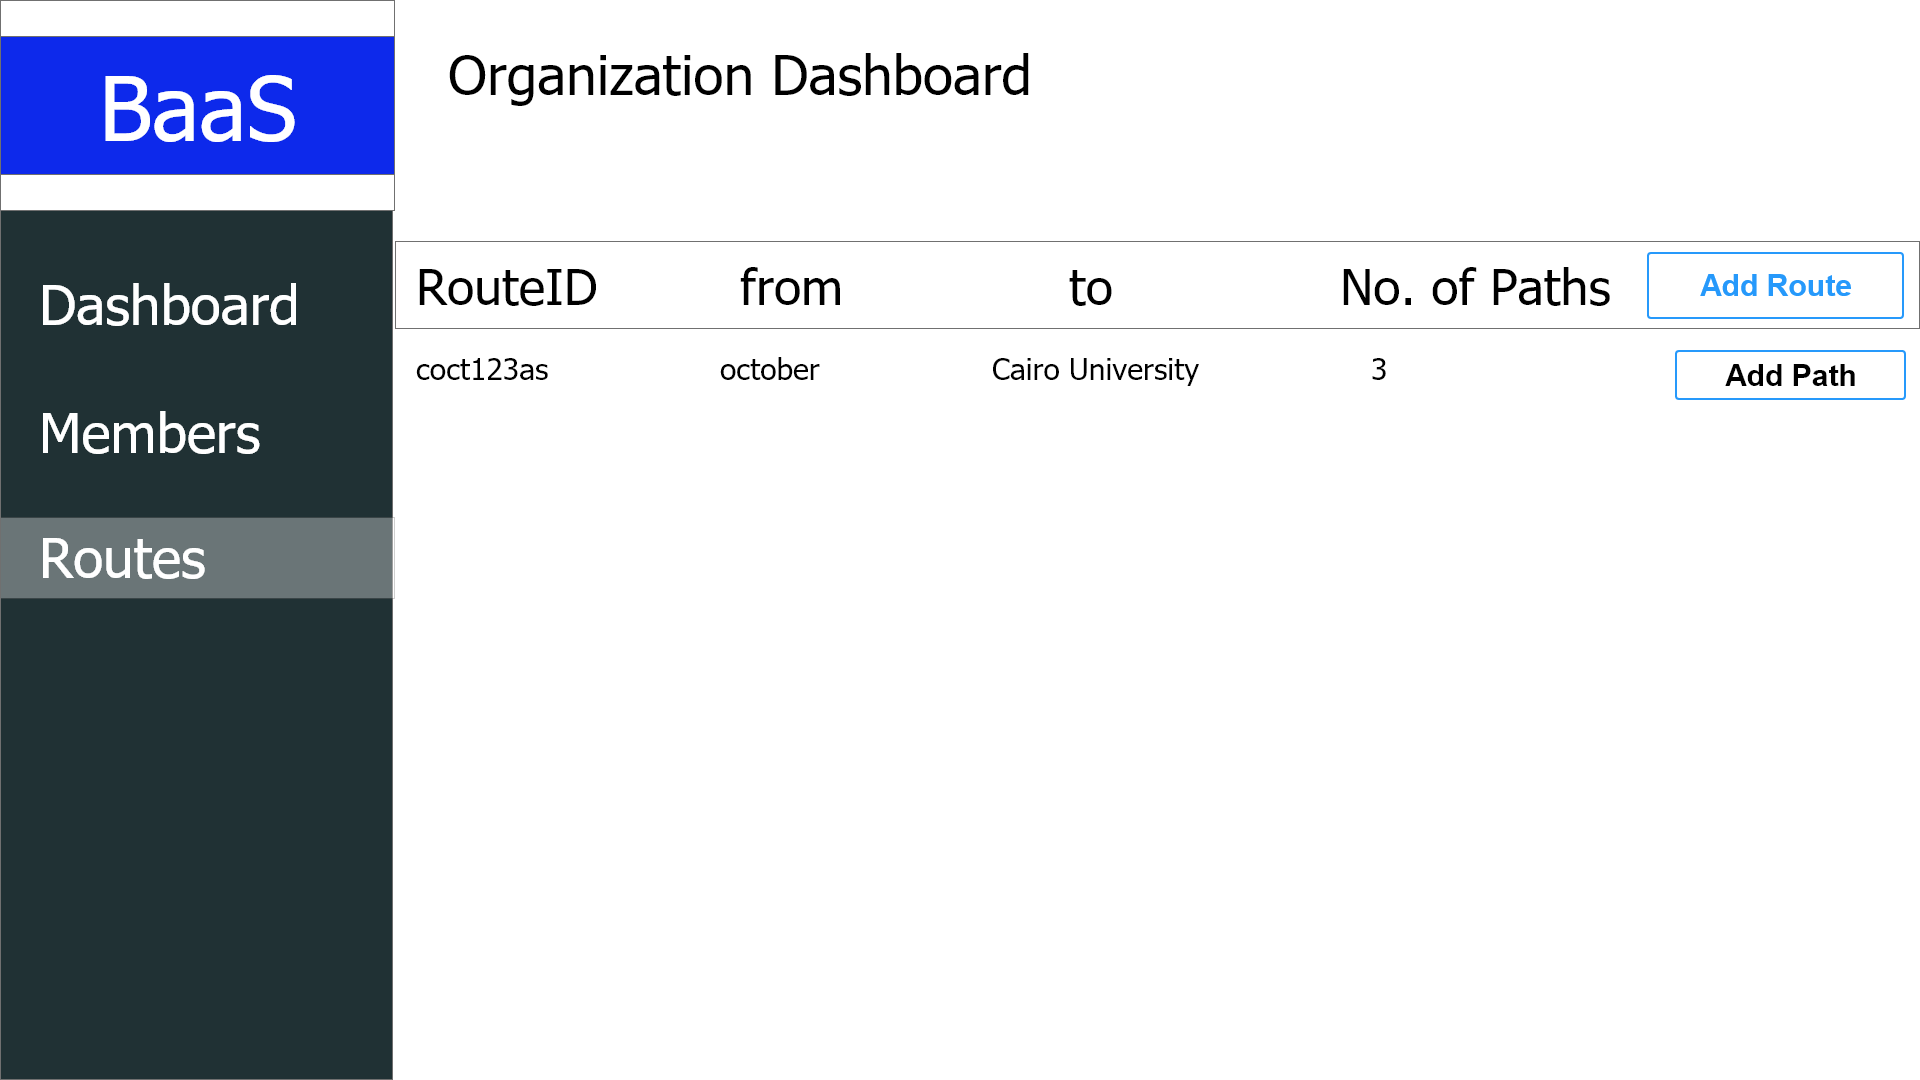 BaaS
Organization Dashboard
Dashboard
Members
Routes
RouteID from to No. of Paths Add Route
coct123as october Cairo University 3 Add Path